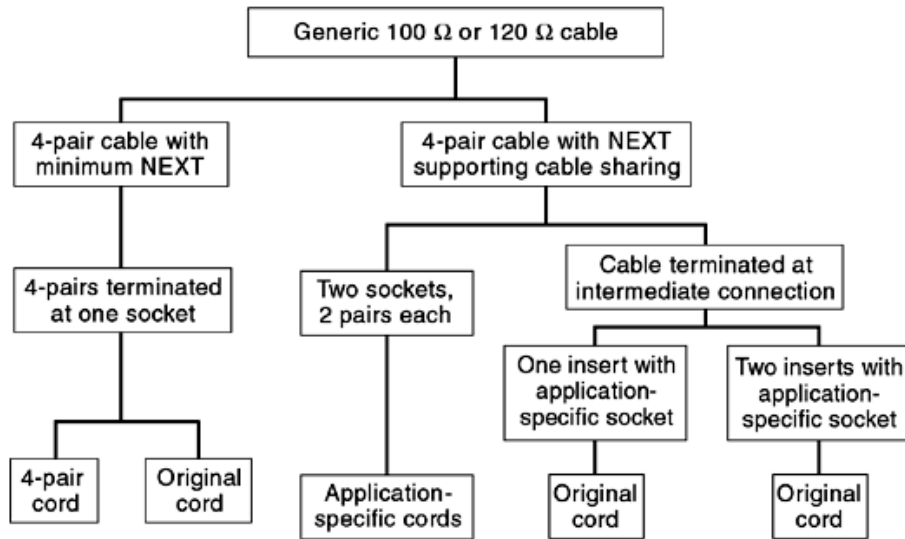 Generic 100 Ω or 120 Ω cable
4-pair cable with
minimum NEXT
4-pair cable with NEXT
supporting cable sharing
4-pairs terminated
at one socket
Two sockets,
2 pairs each
Cable terminated at
intermediate connection
One insert with
application-
specific socket
Two inserts with
application-
specific socket
4-pair
cord
Original
cord
Application-
specific cords
Original
cord
Original
cord